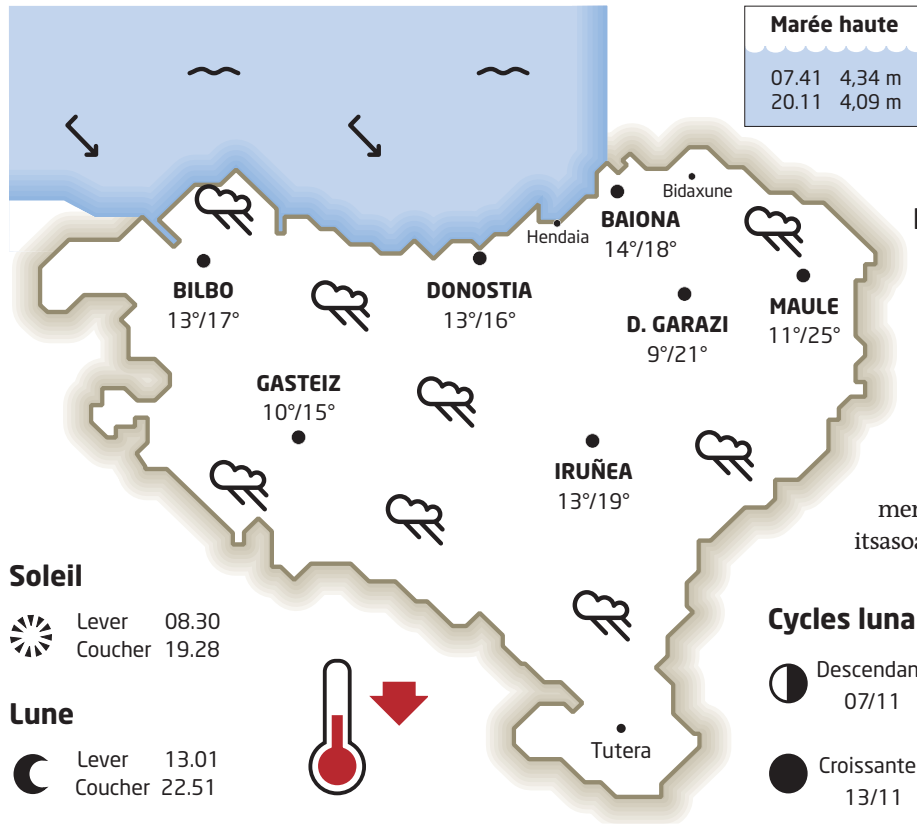 Marée haute
07.41 4,34 m
20.11 4,09 m
Bidaxune
BAIONA
14°/18°
Hendaia
BILBO
13°/17°
DONOSTIA
13°/16°
D. GARAZI
9°/21°
MAULE
11°/25°
GASTEIZ
10°/15°
IRUÑEA
13°/19°
Tutera
Soleil
Lever 08.30
Coucher 19.28
Lune
Lever 13.01
Coucher 22.51
mer
itsasoa
Cycles luna
Descendan
07/11
Croissante
13/11